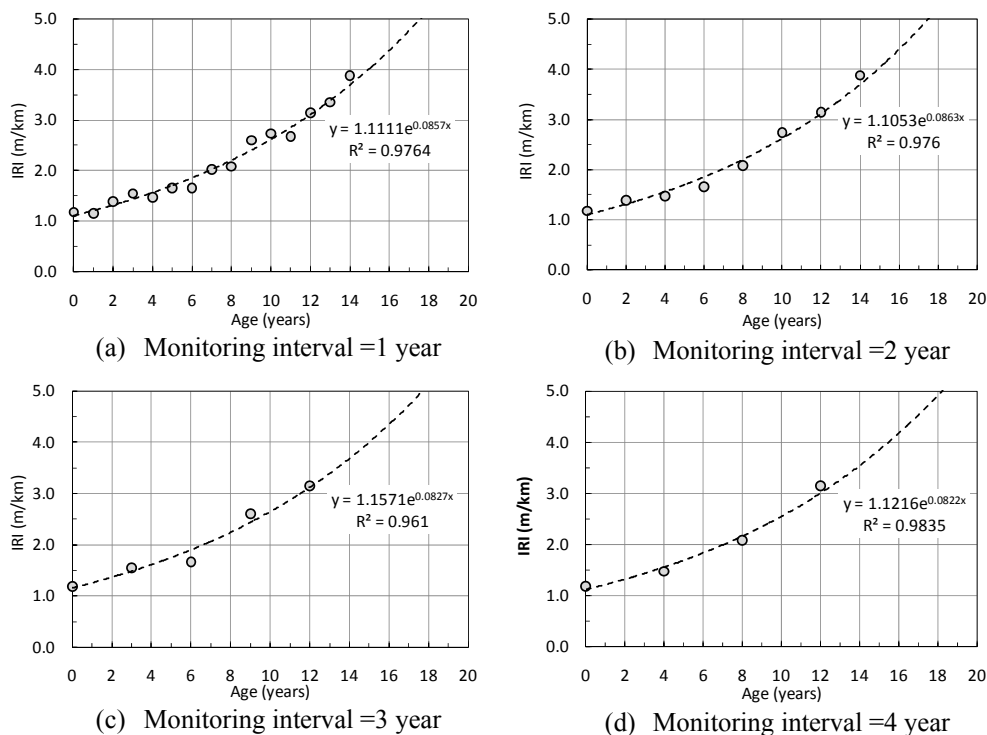 5.0
4.0
3.0
2.0
1.0
0.0
IRI (m/km)
y = 1.1111e^0.0857x
R² = 0.9764
0 2 4 6 8 10 12 14 16 18 20
Age (years)
(a) Monitoring interval =1 year
5.0
4.0
3.0
2.0
1.0
0.0
IRI (m/km)
y = 1.1053e^0.0863x
R² = 0.976
0 2 4 6 8 10 12 14 16 18 20
Age (years)
(b) Monitoring interval =2 year
5.0
4.0
3.0
2.0
1.0
0.0
IRI (m/km)
y = 1.1571e^0.0827x
R² = 0.961
0 2 4 6 8 10 12 14 16 18 20
Age (years)
(c) Monitoring interval =3 year
5.0
4.0
3.0
2.0
1.0
0.0
IRI (m/km)
y = 1.1216e^0.0822x
R² = 0.9835
0 2 4 6 8 10 12 14 16 18 20
Age (years)
(d) Monitoring interval =4 year